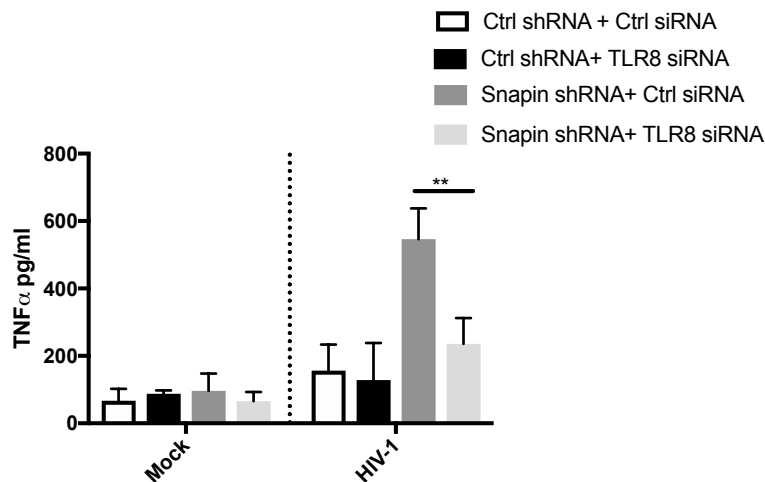 Ctrl shRNA + Ctrl siRNA
Ctrl shRNA+ TLR8 siRNA
Snapin shRNA+ Ctrl siRNA
Snapin shRNA+ TLR8 siRNA
800
600
400
200
0
TNFα pg/ml
**
Mock
HIV-1